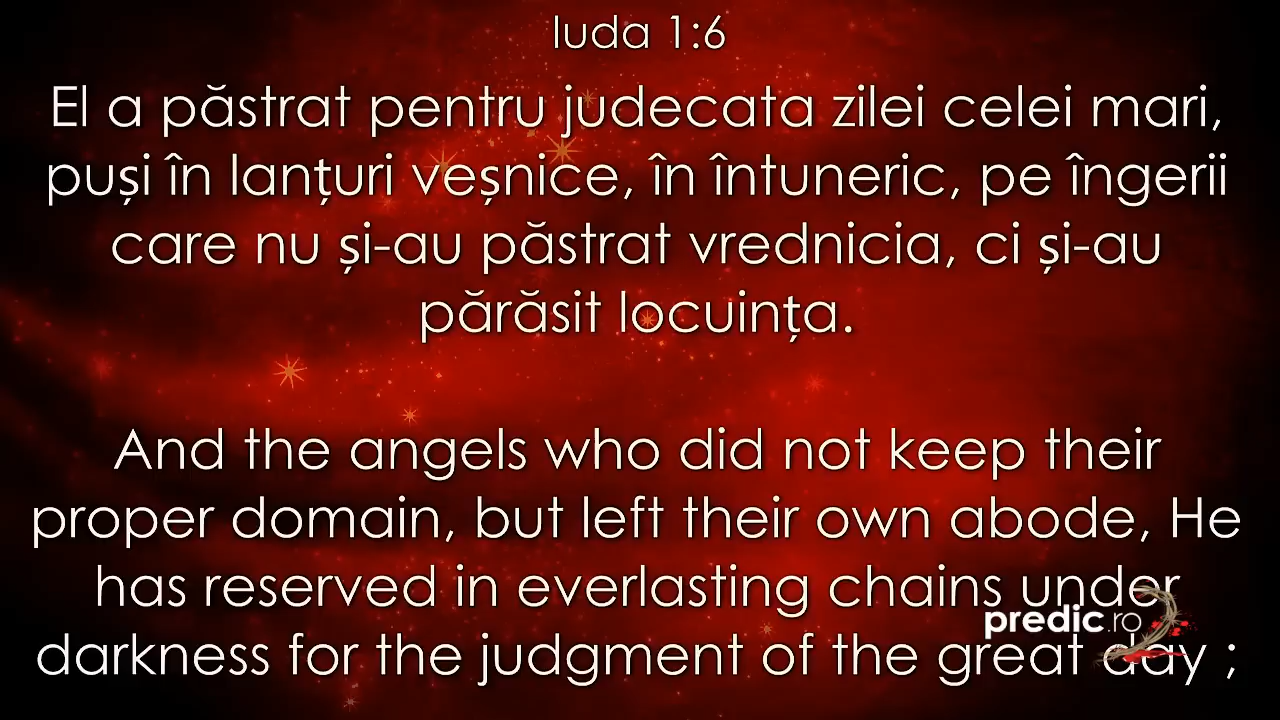 Iuda 1:6
El a păstrat pentru judecata zilei celei mari,
puși în lanțuri veșnice, în întuneric, pe îngerii
care nu și-au păstrat vrednicia, ci și-au
părăsit locuința.
And the angels who did not keep their
proper domain, but left their own abode, He
has reserved in everlasting chains under
predic.ro
darkness for the judgment of the great day ;